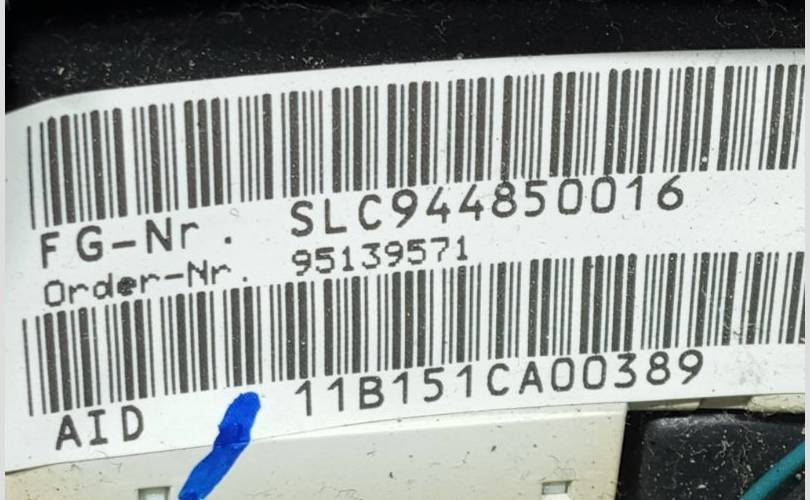 FG-Nr. SLC944850016
Order-Nr. 95139571
AID 11B151CA00389